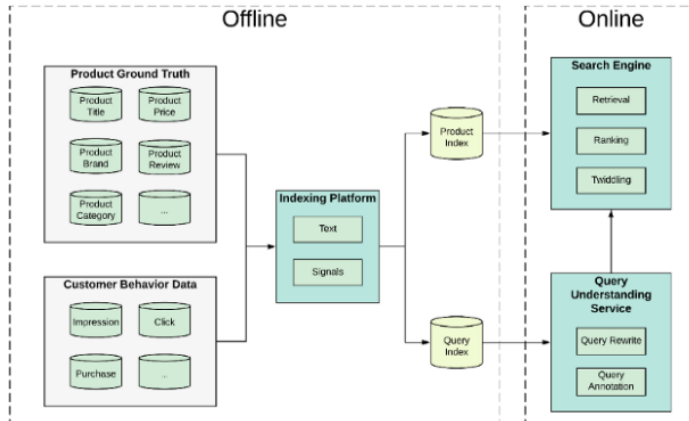 Offline
Online
Product Ground Truth
Product
Title
Product
Price
Product
Brand
Product
Review
Product
Category
...
Customer Behavior Data
Impression
Click
Purchase
..
Indexing Platform
Text
Signals
Product
Index
Query
Index
Search Engine
Retrieval
Ranking
Twiddling
Query
Understanding
Service
Query Rewrite
Query
Annotation